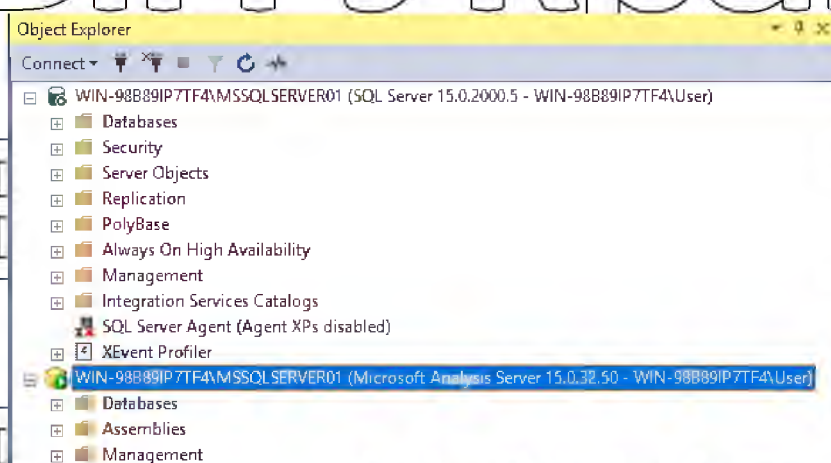 Object Explorer
Connect
WIN-98B89IP7TF4\MSSQLSERVER01 (SQL Server 15.0.2000.5 - WIN-98B89IP7TF4\User)
Databases
Security
Server Objects
Replication
PolyBase
Always On High Availability
Management
Integration Services Catalogs
SQL Server Agent (Agent XPs disabled)
XEvent Profiler
WIN-98B89IP7TF4\MSSQLSERVER01 (Microsoft Analysis Server 15.0.32.50 - WIN-98B89IP7TF4\User)
Databases
Assemblies
Management